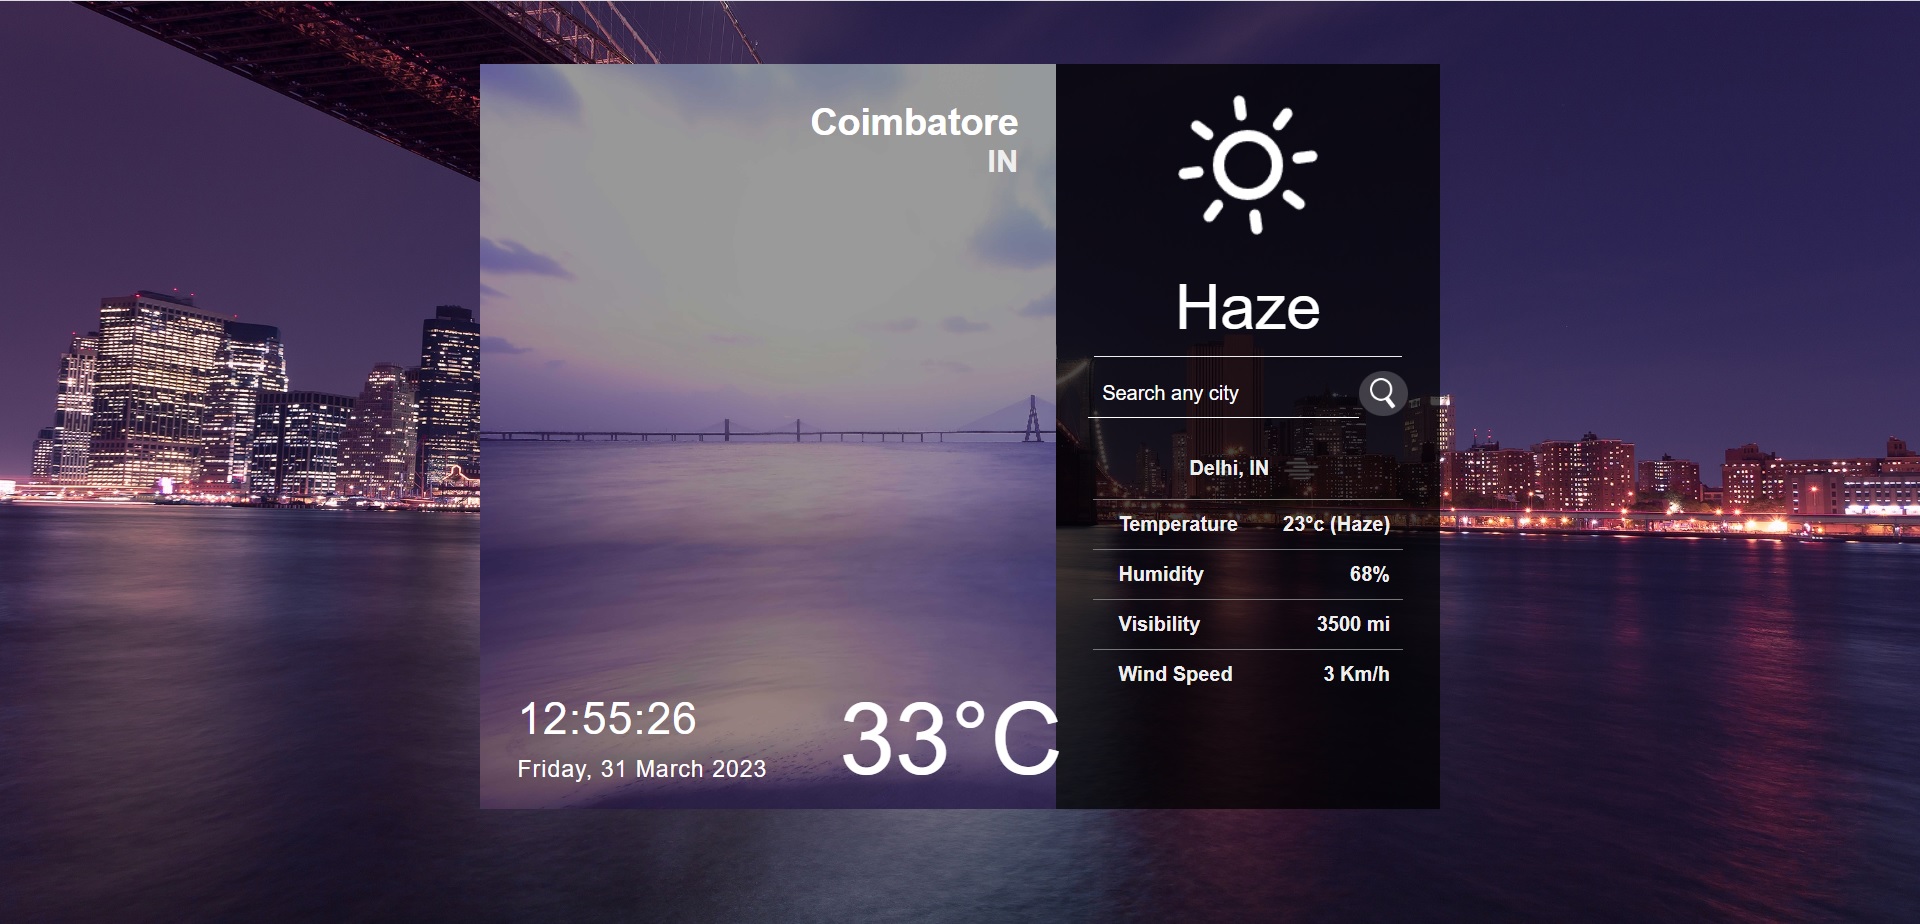 Coimbatore
IN
12:55:26
Friday, 31 March 2023
33°C
Haze
Search any city
Delhi, IN
Temperature 23°c (Haze)
Humidity 68%
Visibility 3500 mi
Wind Speed 3 Km/h